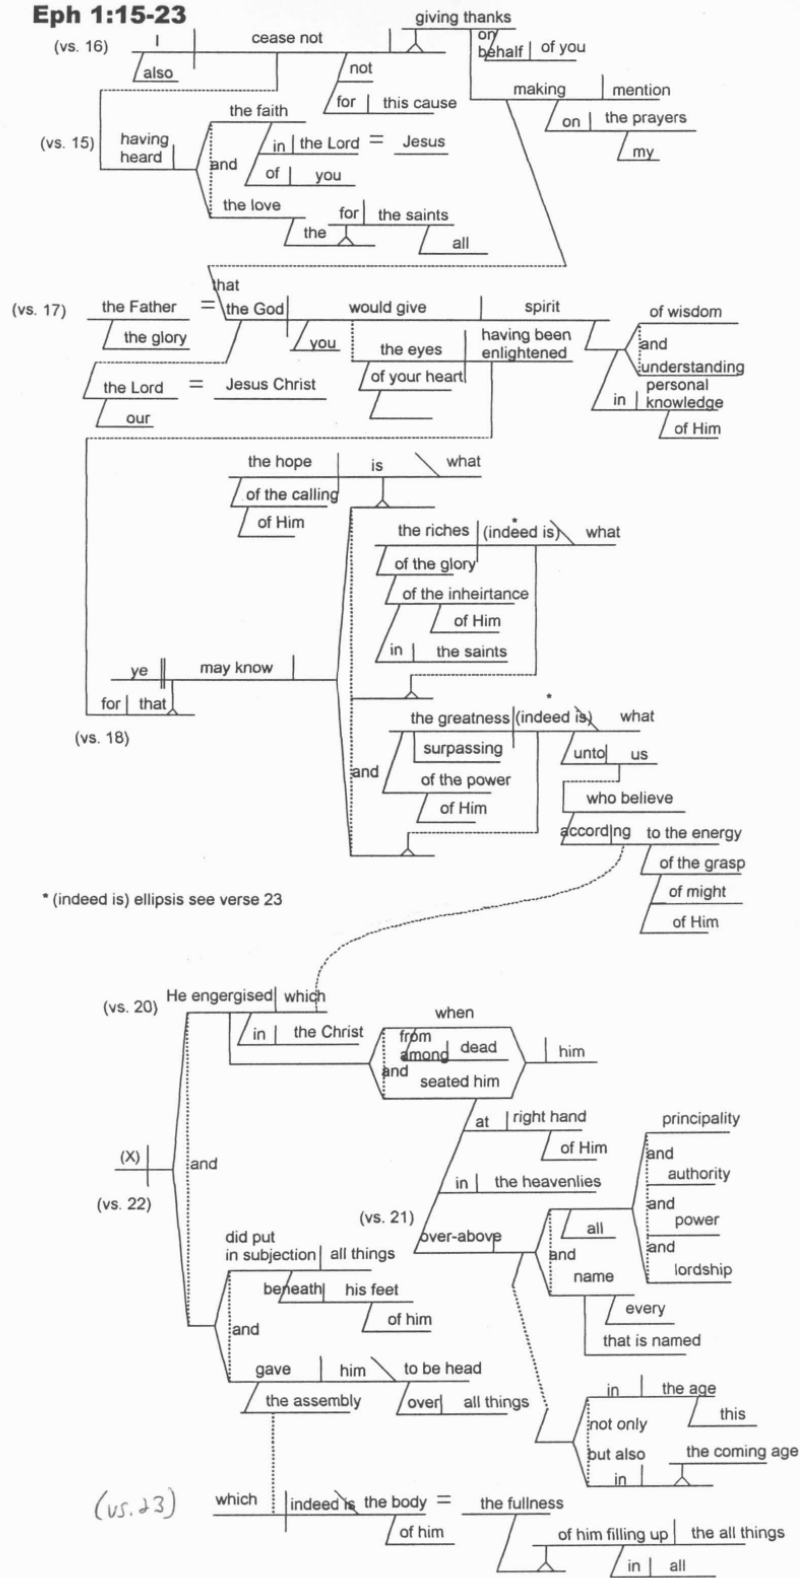 Eph 1:15-23
giving thanks
(vs. 16)
I
cease not
on
behalf
of you
also
not
making
mention
for
this cause
on
the prayers
the faith
my
(vs. 15)
having
heard
in
the Lord
=
Jesus
and
of
you
the love
for
the saints
the
all
that
(vs. 17)
the Father
=
the God
would give
spirit
of wisdom
the glory
you
the eyes
having been
enlightened
and
understanding
of your heart
personal
knowledge
in
the Lord
=
Jesus Christ
our
of Him
the hope
is
what
of the calling
of Him
*
the riches
(indeed is)
what
of the glory
of the inheirtance
of Him
in
the saints
ye
may know
for
that
(vs. 18)
*
the greatness
(indeed is)
what
surpassing
unto
us
and
of the power
of Him
who believe
according
to the energy
of the grasp
of might
of Him
* (indeed is) ellipsis see verse 23
(vs. 20)
He engergised
which
when
in
the Christ
from
among
dead
him
and
seated him
at
right hand
principality
of Him
and
(X)
and
authority
in
the heavenlies
and
(vs. 22)
(vs. 21)
power
over-above
all
and
and
lordship
did put
in subjection
all things
name
beneath
his feet
every
of him
and
that is named
gave
him
to be head
in
the age
the assembly
over
all things
this
not only
but also
the coming age
in
(vs.23)
which
indeed is
the body
=
the fullness
of him
of him filling up
the all things
in
all